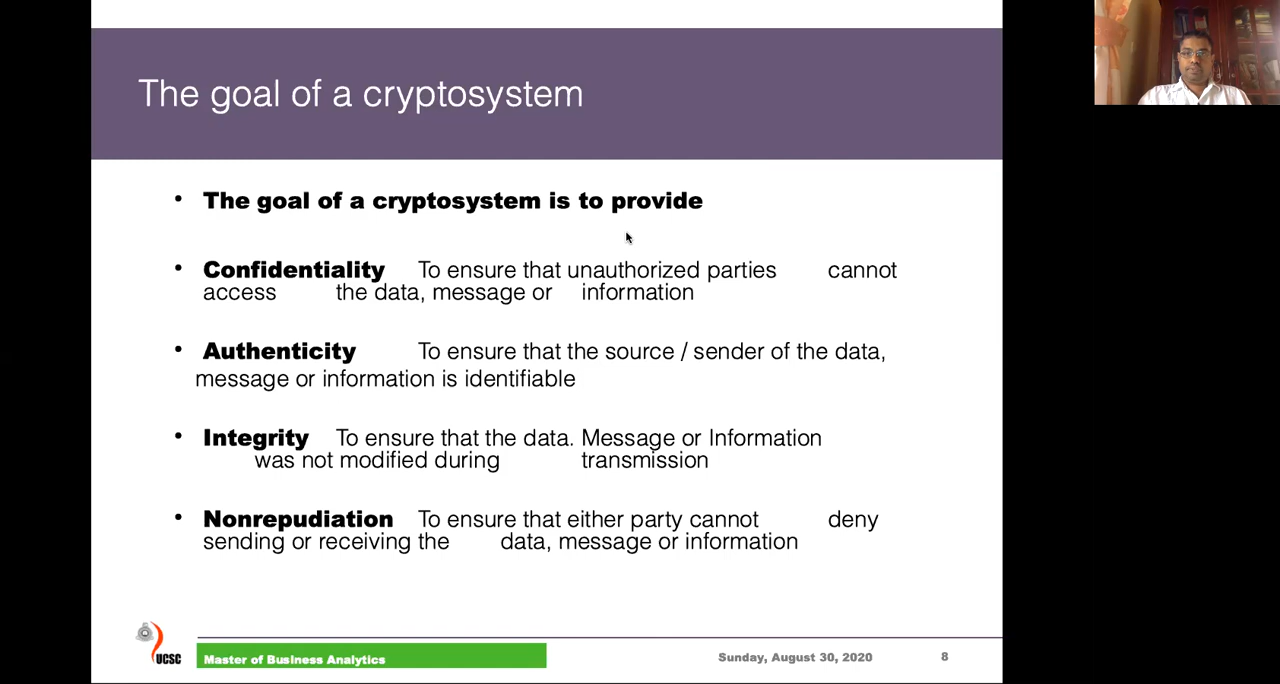 The goal of a cryptosystem
• The goal of a cryptosystem is to provide
• Confidentiality To ensure that unauthorized parties cannot
access the data, message or information
• Authenticity To ensure that the source / sender of the data,
message or information is identifiable
• Integrity To ensure that the data. Message or Information
was not modified during transmission
• Nonrepudiation To ensure that either party cannot deny
sending or receiving the data, message or information
UCSC
Master of Business Analytics
Sunday, August 30, 2020
8